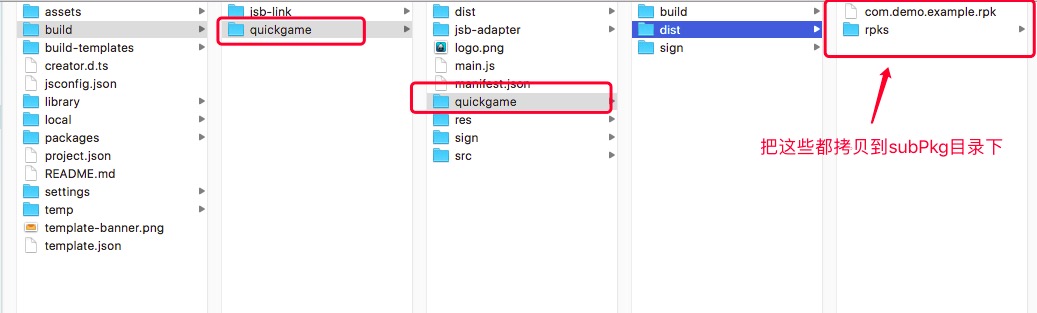 assets
build
build-templates
creator.d.ts
jsconfig.json
library
local
packages
project.json
README.md
settings
temp
template-banner.png
template.json
jsb-link
quickgame
dist
jsb-adapter
logo.png
main.js
manifest.json
quickgame
res
sign
src
build
dist
sign
com.demo.example.rpk
rpks
把这些都拷贝到subPkg目录下